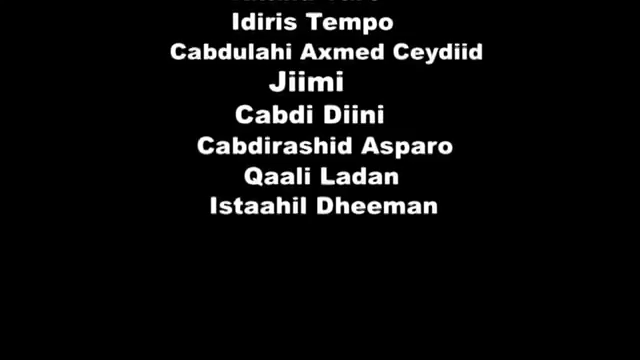 Idiris Tempo
Cabdulahi Axmed Ceydiid
Jiimi
Cabdi Diini
Cabdirashid Asparo
Qaali Ladan
Istaahil Dheeman